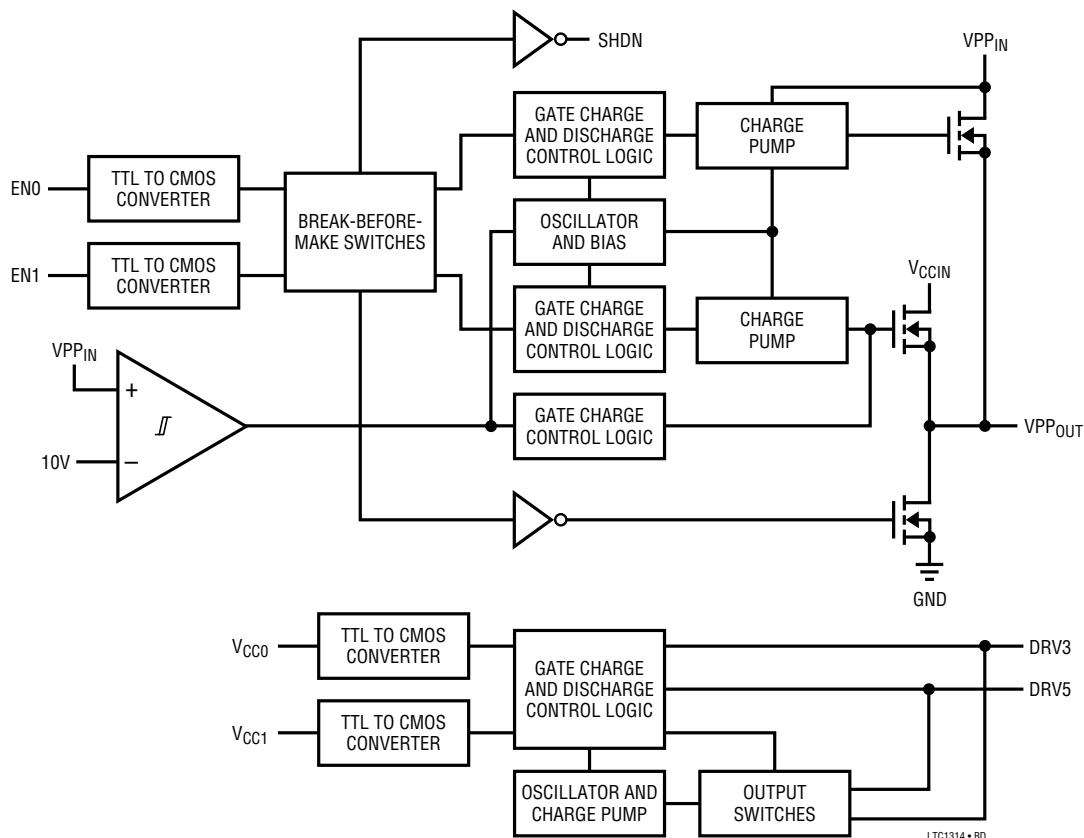 SHDN
VPPIN
GATE CHARGE
AND DISCHARGE
CONTROL LOGIC
CHARGE
PUMP
EN0
TTL TO CMOS
CONVERTER
BREAK-BEFORE-
MAKE SWITCHES
OSCILLATOR
AND BIAS
EN1
TTL TO CMOS
CONVERTER
VCCIN
GATE CHARGE
AND DISCHARGE
CONTROL LOGIC
CHARGE
PUMP
VPPIN
+
10V
–
GATE CHARGE
CONTROL LOGIC
VPPOUT
GND
VCC0
TTL TO CMOS
CONVERTER
GATE CHARGE
AND DISCHARGE
CONTROL LOGIC
DRV3
DRV5
VCC1
TTL TO CMOS
CONVERTER
OSCILLATOR AND
CHARGE PUMP
OUTPUT
SWITCHES
LTC1314 • BD